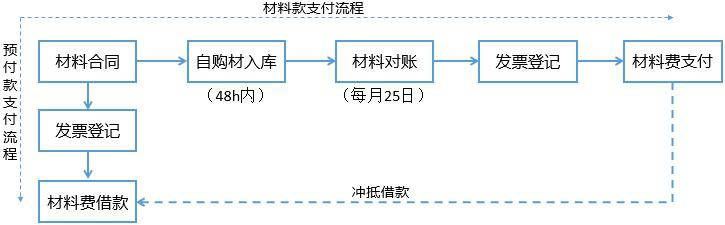 材料款支付流程
预付款支付流程
材料合同
自购材入库
材料对账
发票登记
材料费支付
（48h内）
（每月25日）
发票登记
材料费借款
冲抵借款